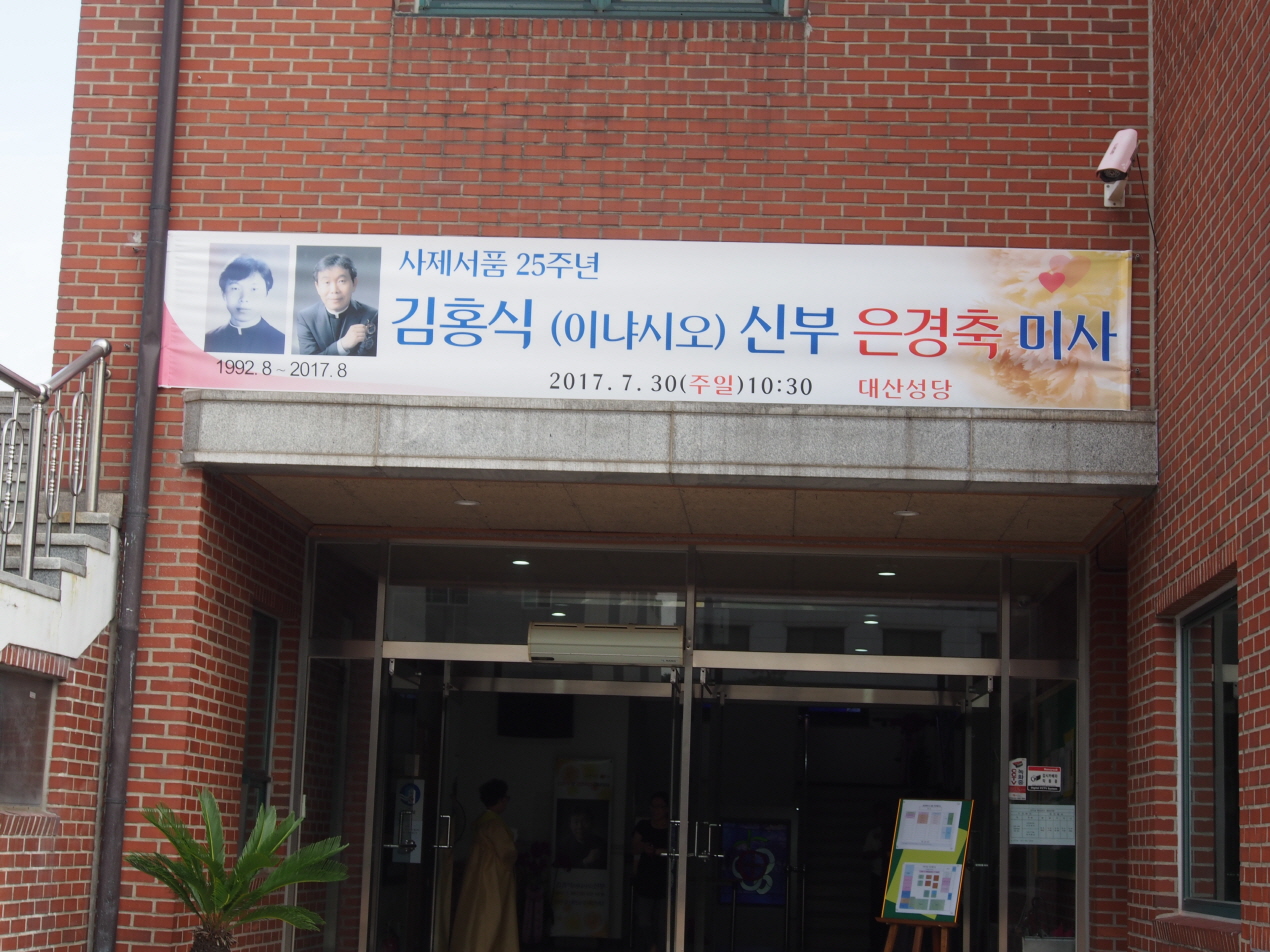 사제서품 25주년
김홍식 (이냐시오) 신부 은경축 미사
1992. 8 ~ 2017. 8
2017. 7. 30(주일)10:30 대산성당